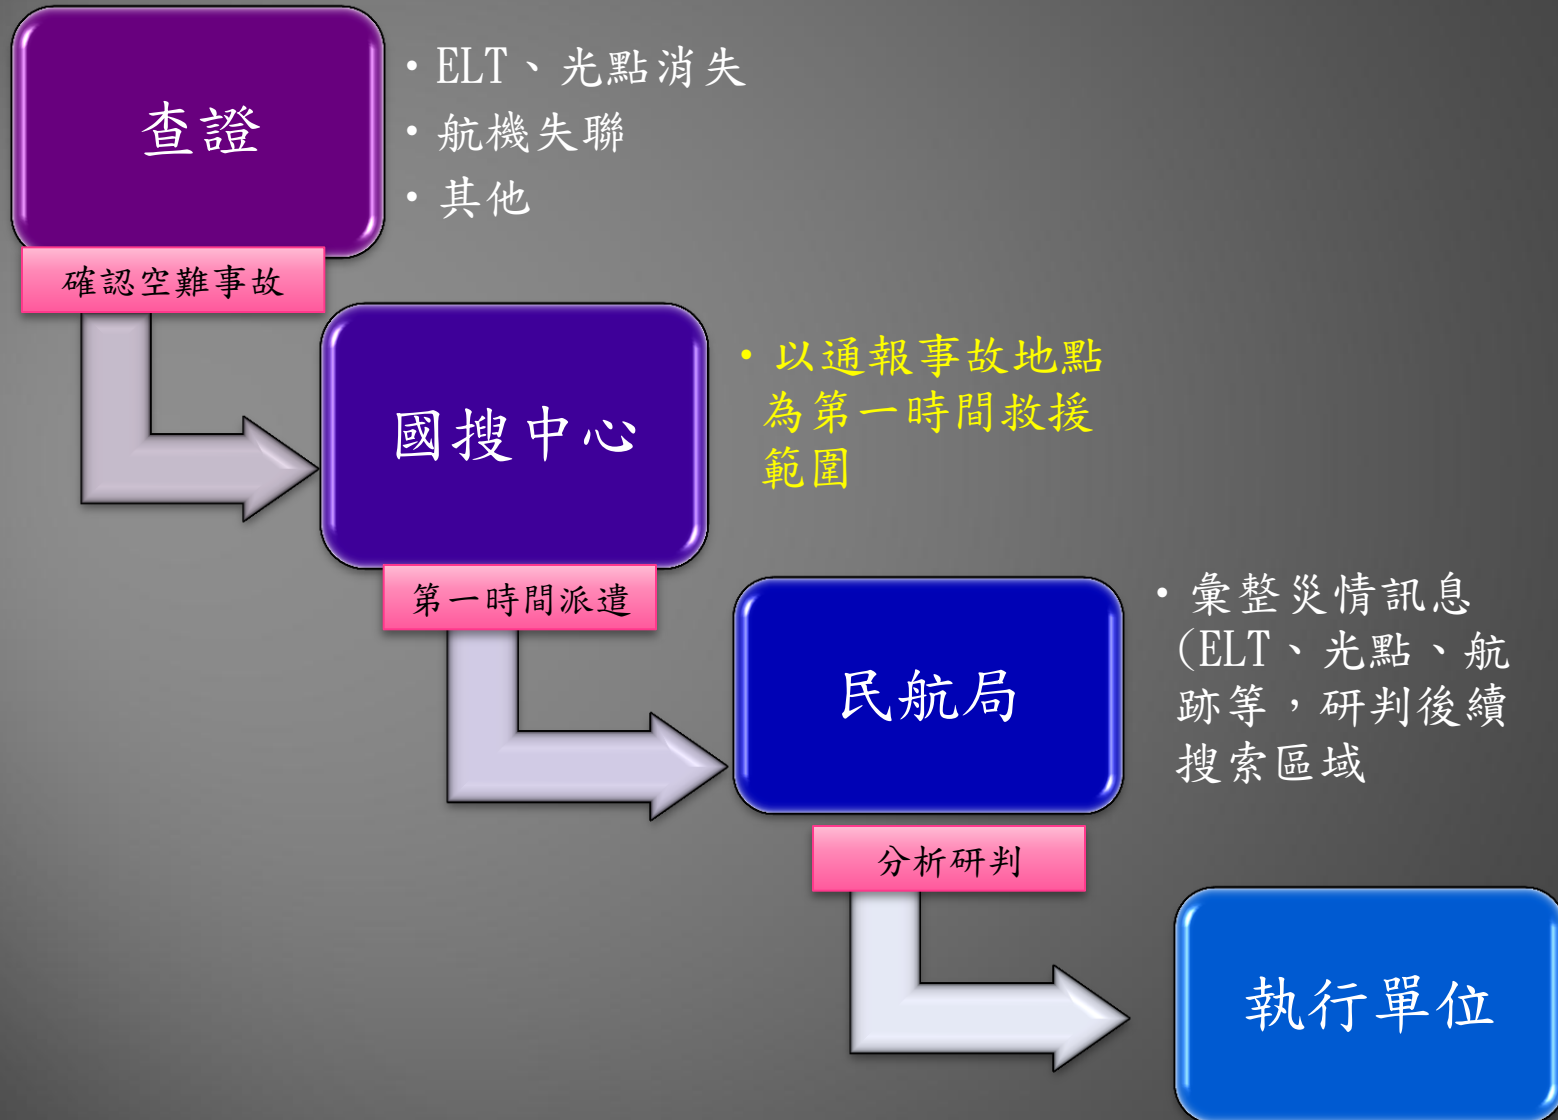 查證
・ELT、光點消失
・航機失聯
・其他
確認空難事故
國搜中心
・以通報事故地點
為第一時間救援
範圍
第一時間派遣
民航局
・彙整災情訊息
(ELT、光點、航
跡等，研判後續
搜索區域
分析研判
執行單位